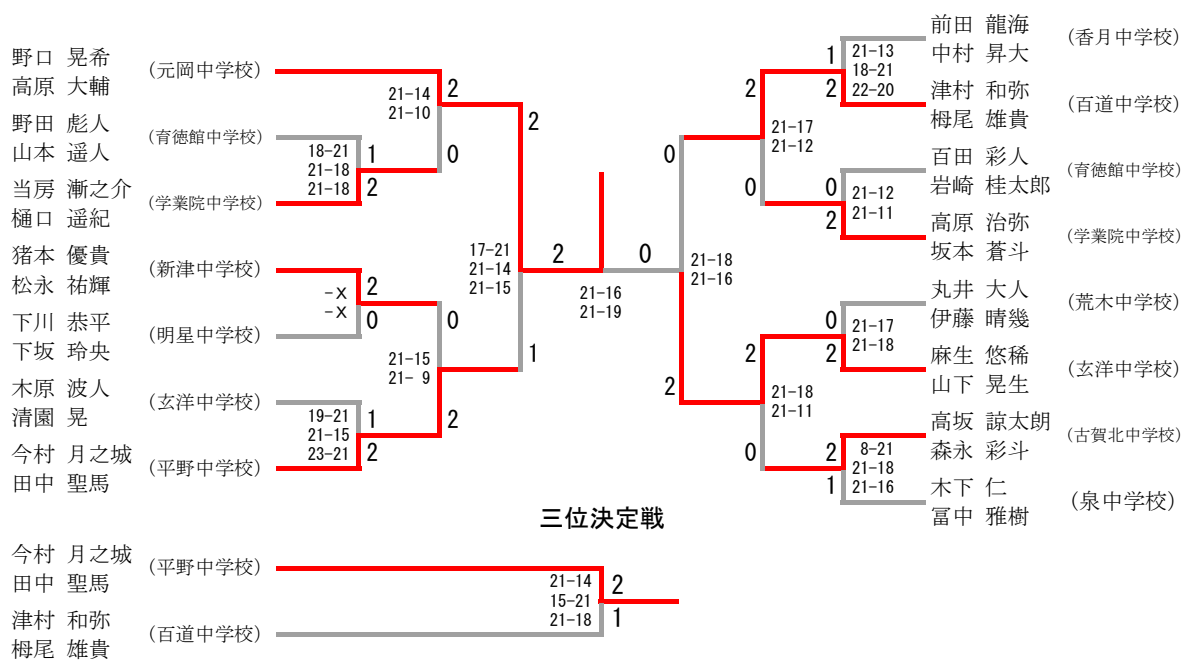 野口 晃希
高原 大輔
(元岡中学校)
野田 彪人
山本 遥人
(育徳館中学校)
当房 漸之介
樋口 遥紀
(学業院中学校)
猪本 優貴
松永 祐輝
(新津中学校)
下川 恭平
下坂 玲央
(明星中学校)
木原 波人
清園 晃
(玄洋中学校)
今村 月之城
田中 聖馬
(平野中学校)
18-21
21-18
21-18
1
2
-X
-X
2
0
19-21
21-15
23-21
1
2
21-14
21-10
2
0
21-15
21- 9
0
2
17-21
21-14
21-15
2
1
2
0
21-16
21-19
21-18
21-16
0
2
21-17
21-12
2
0
21-18
21-11
2
0
1
2
21-13
18-21
22-20
0
2
21-12
21-11
0
2
21-17
21-18
2
1
8-21
21-18
21-16
前田 龍海
中村 昇大
(香月中学校)
津村 和弥
栂尾 雄貴
(百道中学校)
百田 彩人
岩崎 桂太郎
(育徳館中学校)
高原 治弥
坂本 蒼斗
(学業院中学校)
丸井 大人
伊藤 晴幾
(荒木中学校)
麻生 悠稀
山下 晃生
(玄洋中学校)
高坂 諒太朗
森永 彩斗
(古賀北中学校)
木下 仁
冨中 雅樹
(泉中学校)
三位決定戦
今村 月之城
田中 聖馬
(平野中学校)
津村 和弥
栂尾 雄貴
(百道中学校)
21-14
15-21
21-18
2
1